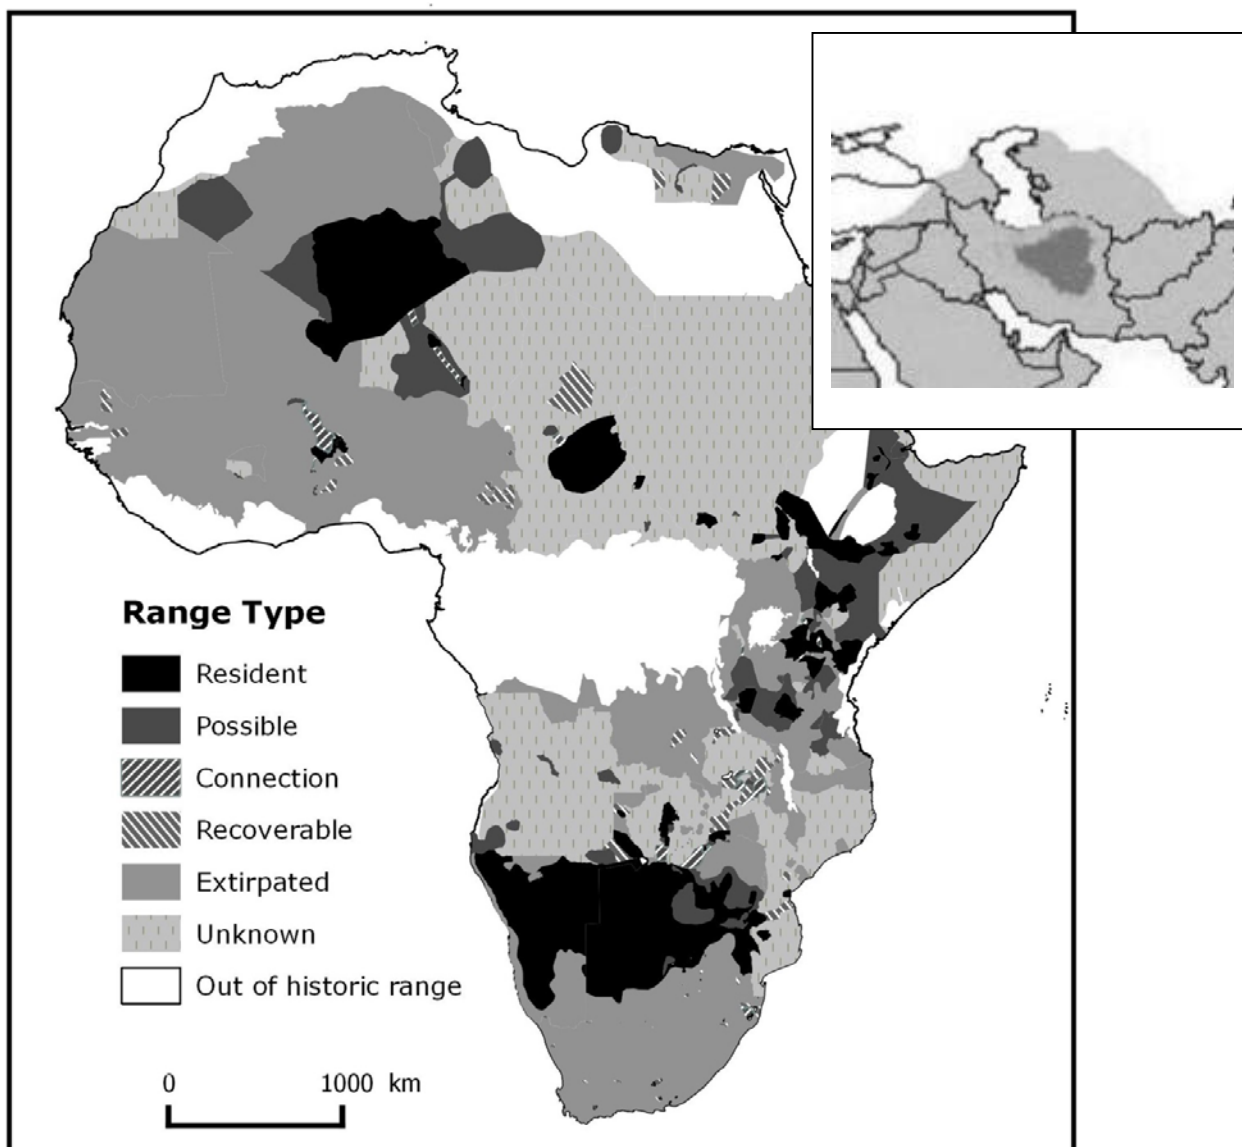 Range Type
Resident
Possible
Connection
Recoverable
Extirpated
Unknown
Out of historic range
0 1000 km